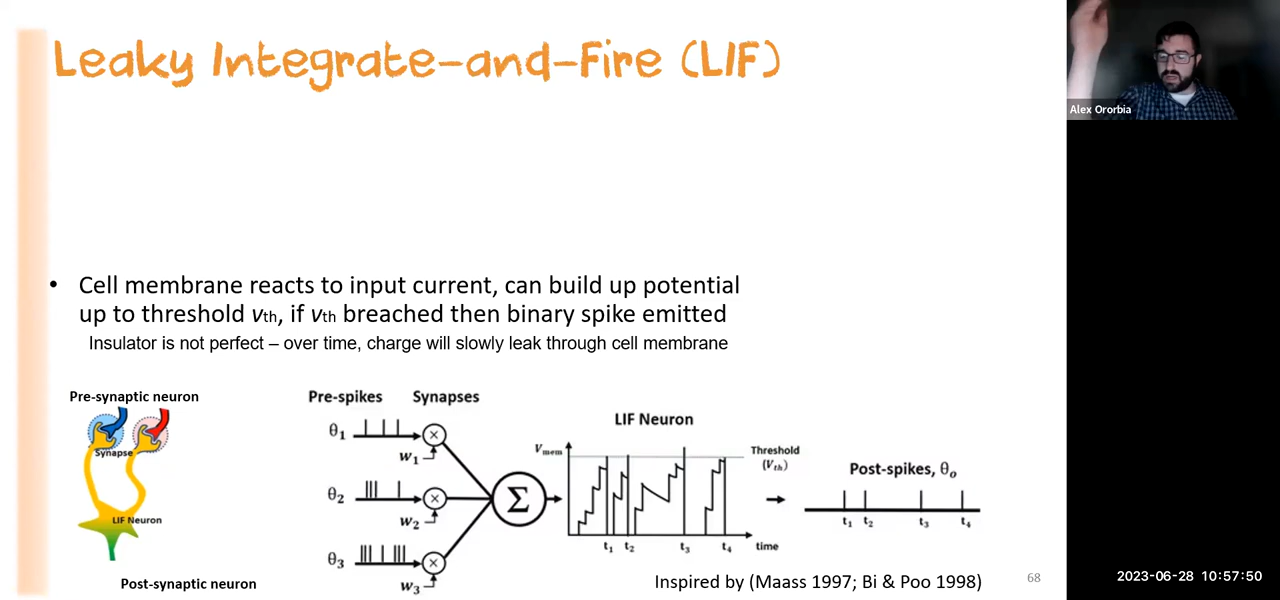 Leaky Integrate-and-Fire (LIF)
Alex Ororbia
• Cell membrane reacts to input current, can build up potential
up to threshold vth, if vth breached then binary spike emitted
Insulator is not perfect – over time, charge will slowly leak through cell membrane
Pre-synaptic neuron
Synapse
LIF Neuron
Post-synaptic neuron
Pre-spikes Synapses
θ1
w1
θ2
w2
θ3
w3
Σ
LIF Neuron
Vmem
Threshold
(Vth)
t1 t2 t3 t4 time
Post-spikes, θo
t1 t2 t3 t4
Inspired by (Maass 1997; Bi & Poo 1998)
68
2023-06-28 10:57:50